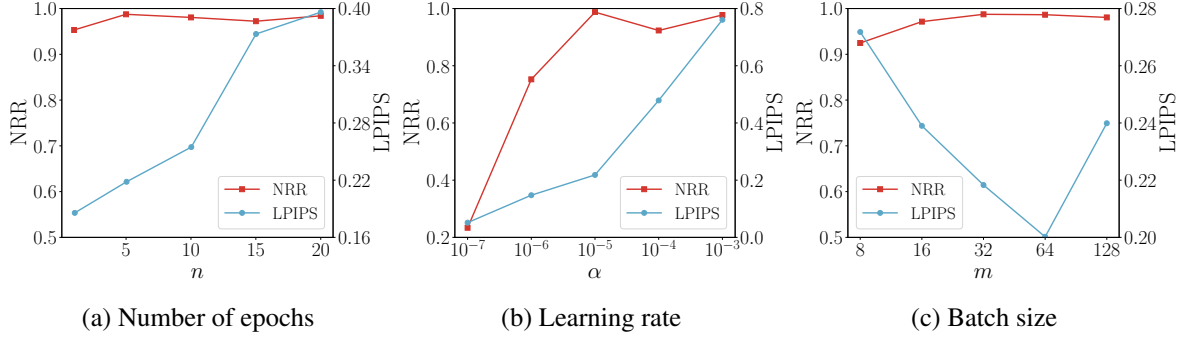 1.0
0.9
0.8
0.7
0.6
0.5
NRR
5
10
15
20
n
0.40
0.34
0.28
0.22
0.16
LPIPS
NRR
LPIPS
(a) Number of epochs
1.0
0.8
0.6
0.4
0.2
NRR
10⁻⁷
10⁻⁶
10⁻⁵
10⁻⁴
10⁻³
α
0.8
0.6
0.4
0.2
0.0
LPIPS
NRR
LPIPS
(b) Learning rate
1.0
0.9
0.8
0.7
0.6
0.5
NRR
8
16
32
64
128
m
0.28
0.26
0.24
0.22
0.20
LPIPS
NRR
LPIPS
(c) Batch size